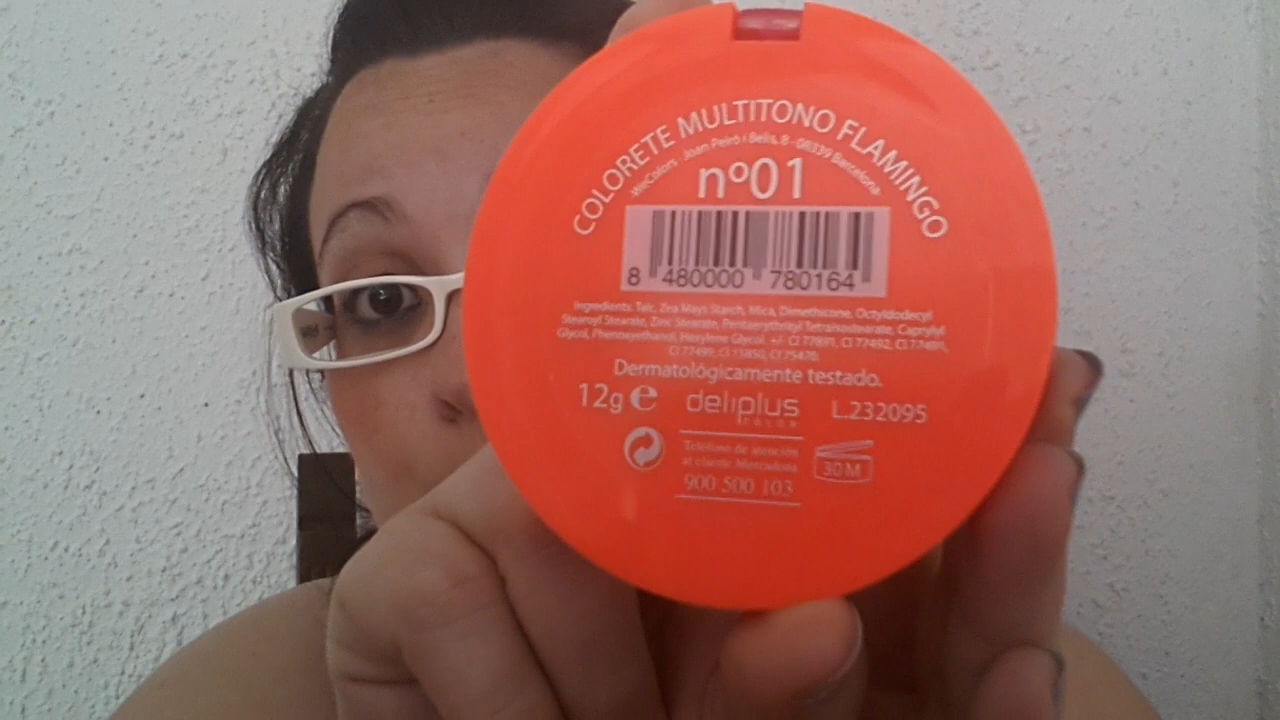 COLORETE MULTITONO FLAMINGO
WeColors · Joan Peiró i Belis, 8 - 08339 Barcelona
nº01
8 480000 780164
Ingredients: Talc, Zea Mays Starch, Mica, Dimethicone, Octyldodecyl
Stearoyl Stearate, Zinc Stearate, Pentaerythrityl Tetraisostearate, Caprylyl
Glycol, Phenoxyethanol, Hexylene Glycol. +/- CI 77891, CI 77492, CI 77491,
CI 77499, CI 15850, CI 75470.
Dermatológicamente testado.
12g e deliplus L.232095
COLOR
Teléfono de atención
al cliente Mercadona
900 500 103
30 M